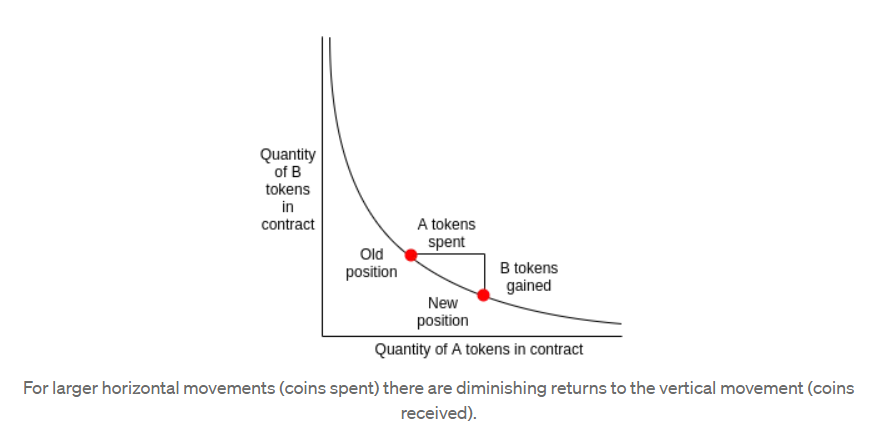 Quantity
of B
tokens
in
contract
A tokens
spent
Old
position
B tokens
gained
New
position
Quantity of A tokens in contract
For larger horizontal movements (coins spent) there are diminishing returns to the vertical movement (coins
received).